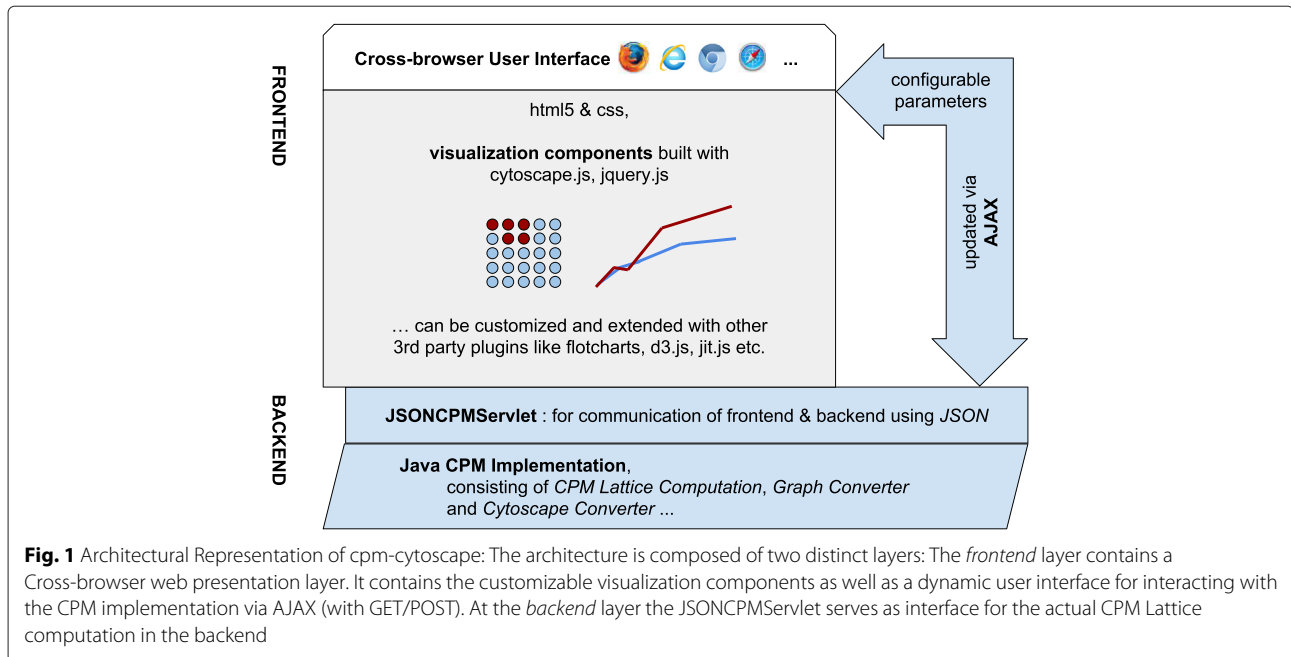 FRONTEND
Cross-browser User Interface ...
html5 & css,
visualization components built with
cytoscape.js, jquery.js
... can be customized and extended with other
3rd party plugins like flotcharts, d3.js, jit.js etc.
configurable
parameters
updated via
AJAX
BACKEND
JSONCPMServlet : for communication of frontend & backend using JSON
Java CPM Implementation,
consisting of CPM Lattice Computation, Graph Converter
and Cytoscape Converter ...
Fig. 1 Architectural Representation of cpm-cytoscape: The architecture is composed of two distinct layers: The frontend layer contains a
Cross-browser web presentation layer. It contains the customizable visualization components as well as a dynamic user interface for interacting with
the CPM implementation via AJAX (with GET/POST). At the backend layer the JSONCPMServlet serves as interface for the actual CPM Lattice
computation in the backend